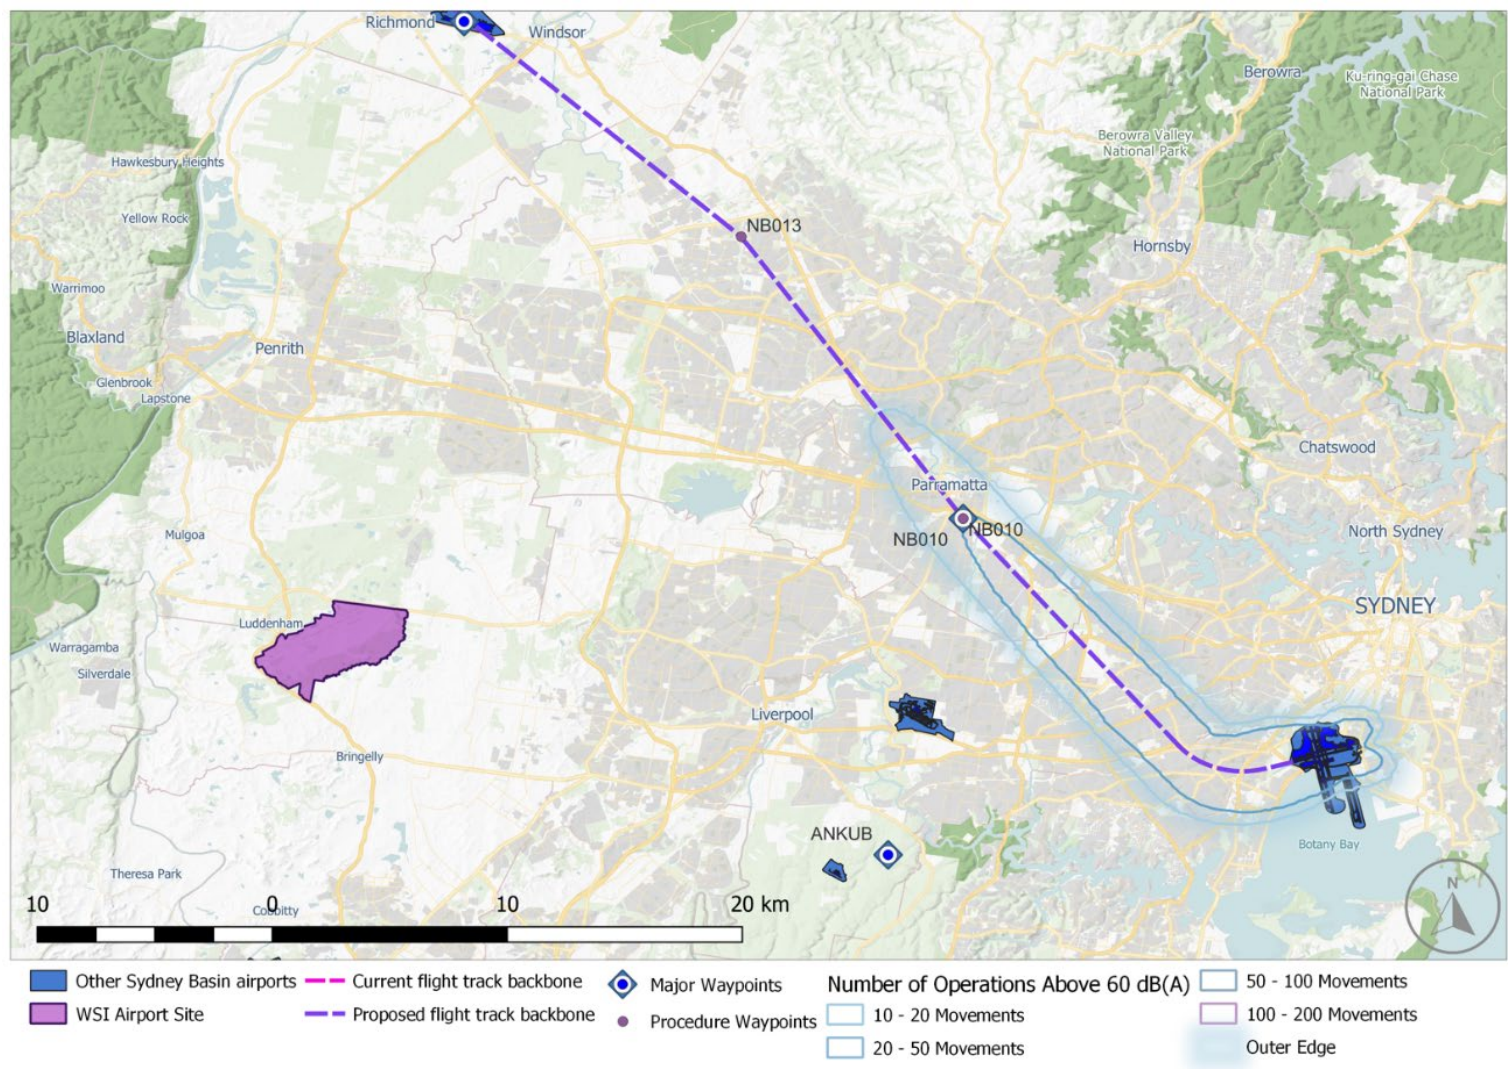 Richmond
Windsor
Berowra
Ku-ring-gai Chase
National Park
Berowra Valley
National Park
Hawkesbury Heights
Yellow Rock
NB013
Hornsby
Warrimoo
Blaxland
Penrith
Glenbrook
Lapstone
Chatswood
Parramatta
Mulgoa
NB010
NB010
North Sydney
SYDNEY
Luddenham
Warragamba
Silverdale
Liverpool
Bringelly
ANKUB
Botany Bay
Theresa Park
Cobbitty
10 0 10 20 km
N
Other Sydney Basin airports
WSI Airport Site
Current flight track backbone
Proposed flight track backbone
Major Waypoints
Procedure Waypoints
Number of Operations Above 60 dB(A)
10 - 20 Movements
20 - 50 Movements
50 - 100 Movements
100 - 200 Movements
Outer Edge